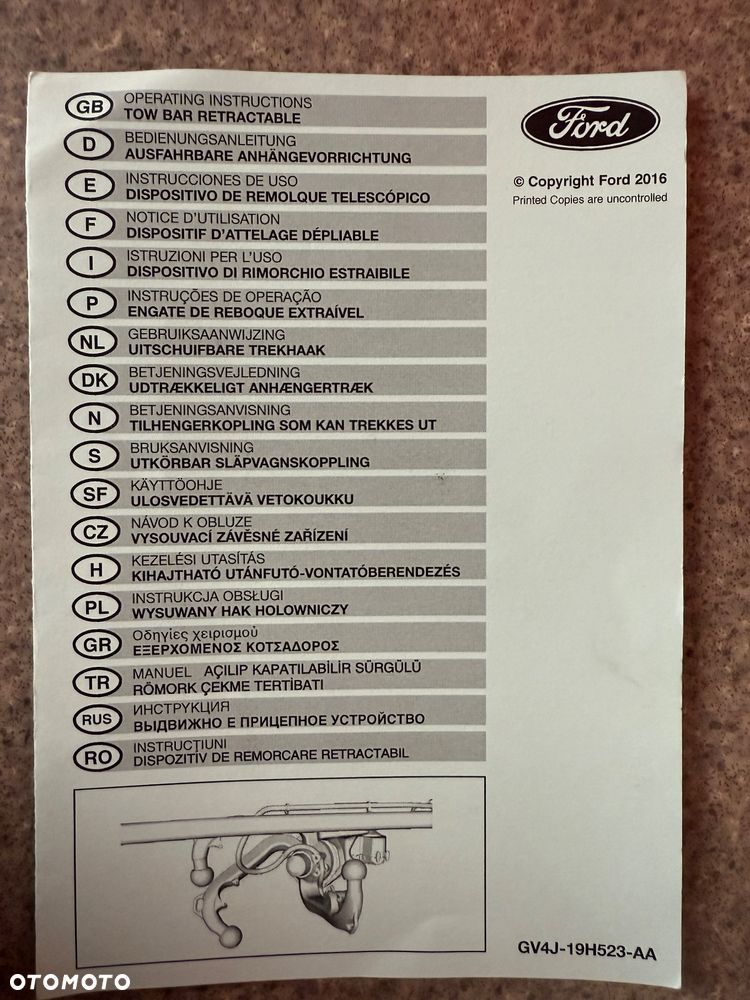 GB OPERATING INSTRUCTIONS
TOW BAR RETRACTABLE
D BEDIENUNGSANLEITUNG
AUSFAHRBARE ANHÄNGEVORRICHTUNG
E INSTRUCCIONES DE USO
DISPOSITIVO DE REMOLQUE TELESCÓPICO
F NOTICE D'UTILISATION
DISPOSITIF D'ATTELAGE DÉPLIABLE
I ISTRUZIONI PER L'USO
DISPOSITIVO DI RIMORCHIO ESTRAIBILE
P INSTRUÇÕES DE OPERAÇÃO
ENGATE DE REBOQUE EXTRAÍVEL
NL GEBRUIKSAANWIJZING
UITSCHUIFBARE TREKHAAK
DK BETJENINGSVEJLEDNING
UDTRÆKKELIGT ANHÆNGERTRÆK
N BETJENINGSANVISNING
TILHENGERKOPLING SOM KAN TREKKES UT
S BRUKSANVISNING
UTKÖRBAR SLÄPVAGNSKOPPLING
SF KÄYTTÖOHJE
ULOSVEDETTÄVÄ VETOKOUKKU
CZ NÁVOD K OBLUZE
VYSOUVACÍ ZÁVĚSNÉ ZAŘÍZENÍ
H KEZELÉSI UTASÍTÁS
KIHAJTHATÓ UTÁNFUTÓ-VONTATÓBERENDEZÉS
PL INSTRUKCJA OBSŁUGI
WYSUWANY HAK HOLOWNICZY
GR Οδηγίες χειρισμού
ΕΞΕΡΧΟΜΕΝΟΣ ΚΟΤΣΑΔΟΡΟΣ
TR MANUEL AÇILIP KAPATILABİLİR SÜRGÜLÜ
RÖMORK ÇEKME TERTİBATI
RUS ИНСТРУКЦИЯ
ВЫДВИЖНО Е ПРИЦЕПНОЕ УСТРОЙСТВО
RO INSTRUCŢIUNI
DISPOZITÍV DE REMORCARE RETRACTABIL
Ford
© Copyright Ford 2016
Printed Copies are uncontrolled
GV4J-19H523-AA
OTOMOTO